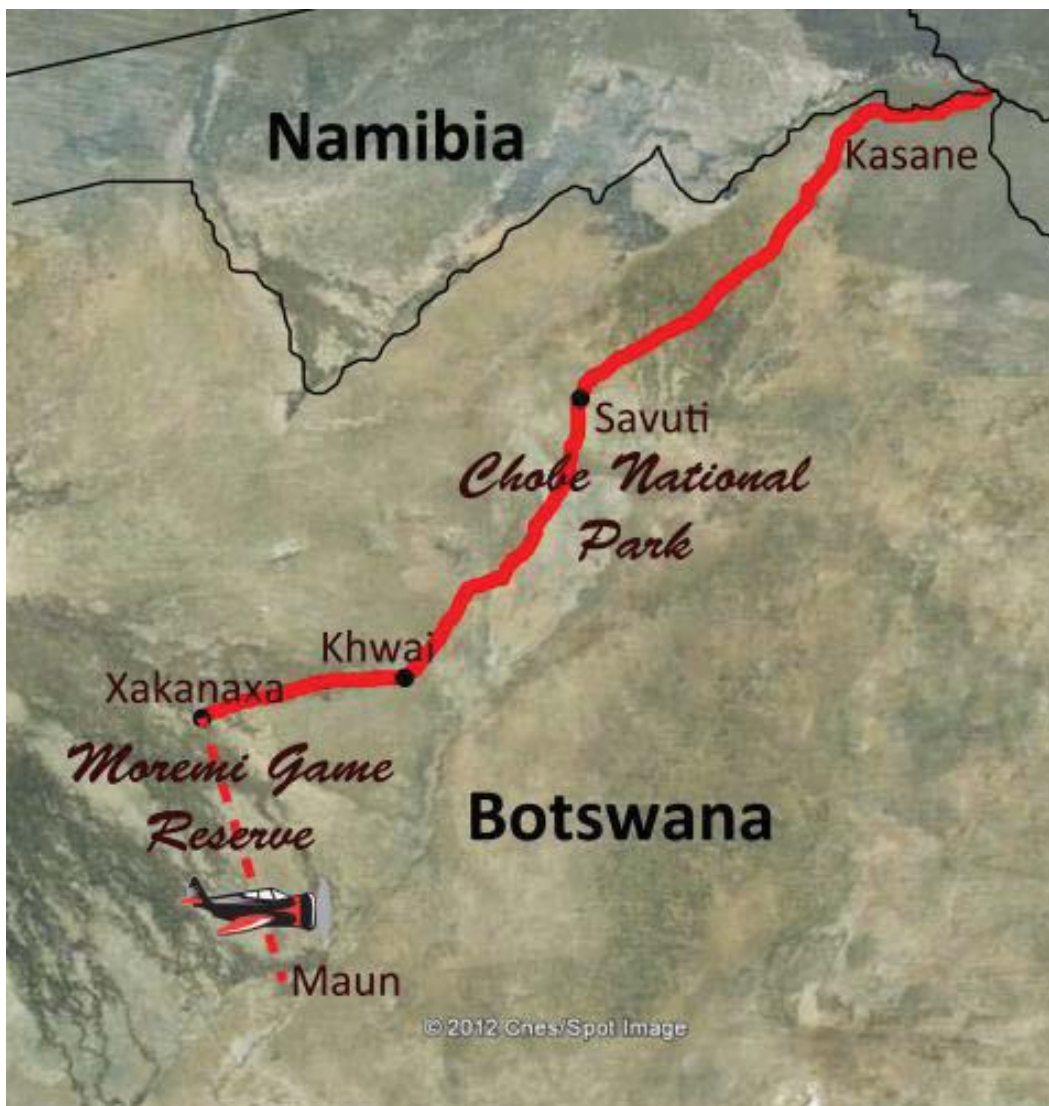 Namibia
Kasane
Savuti
Chobe National
Park
Khwai
Xakanaxa
Moremi Game
Reserve
Botswana
Maun
© 2012 Cnes/Spot Image